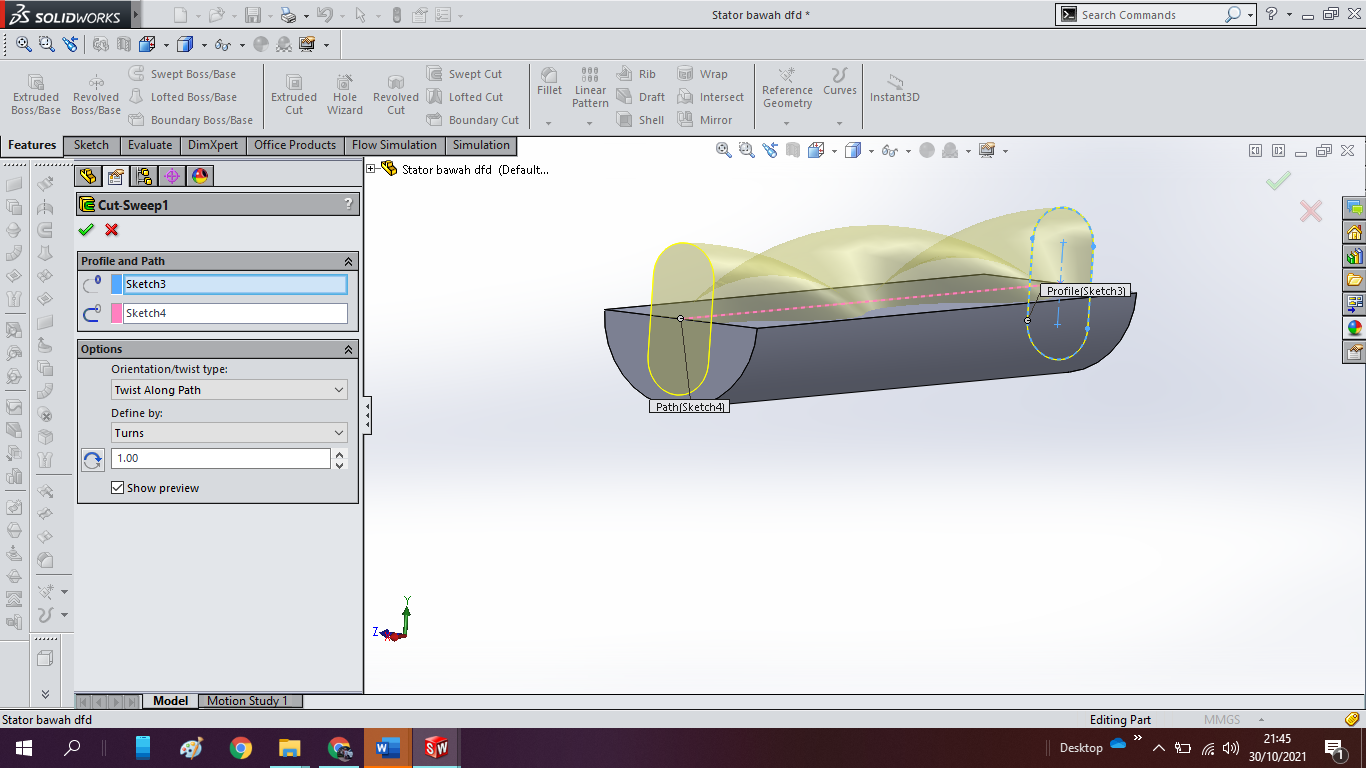 SOLIDWORKS
Stator bawah dfd *
Search Commands
?
Extruded Boss/Base
Revolved Boss/Base
Swept Boss/Base
Lofted Boss/Base
Boundary Boss/Base
Extruded Cut
Hole Wizard
Revolved Cut
Swept Cut
Lofted Cut
Boundary Cut
Fillet
Linear Pattern
Rib
Draft
Shell
Wrap
Intersect
Mirror
Reference Geometry
Curves
Instant3D
Features
Sketch
Evaluate
DimXpert
Office Products
Flow Simulation
Simulation
Stator bawah dfd (Default...
Cut-Sweep1
?
Profile and Path
Sketch3
Sketch4
Options
Orientation/twist type:
Twist Along Path
Define by:
Turns
1.00
Show preview
Profile(Sketch3)
Path(Sketch4)
Y
Z
Model
Motion Study 1
Stator bawah dfd
Editing Part
MMGS
Desktop
21:45
30/10/2021
1